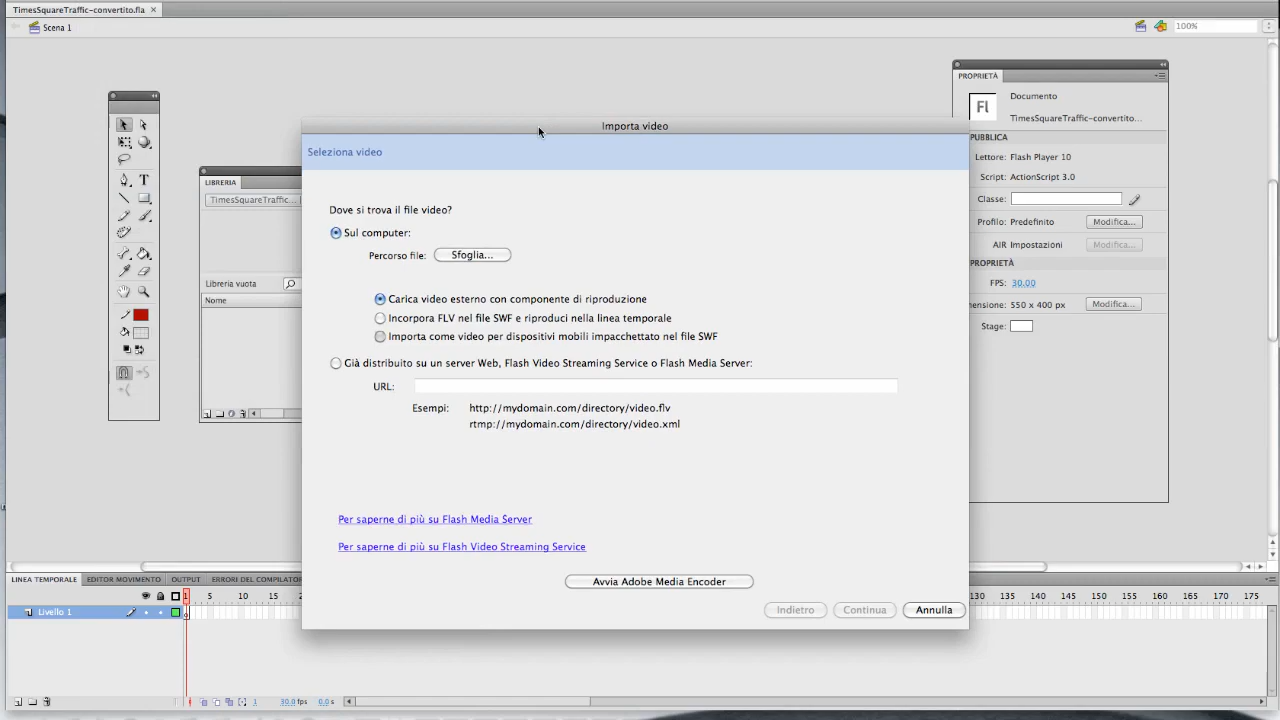 TimesSquareTraffic-convertito.fla
Scena 1
100%
PROPRIETÀ
Fl
Documento
TimesSquareTraffic-convertito...
PUBBLICA
Lettore: Flash Player 10
Script: ActionScript 3.0
Classe:
Profilo: Predefinito
Modifica...
AIR Impostazioni
Modifica...
PROPRIETÀ
FPS: 30.00
mensione: 550 x 400 px
Modifica...
Stage:
T
LIBRERIA
TimesSquareTraffic...
Libreria vuota
Nome
Importa video
Seleziona video
Dove si trova il file video?
Sul computer:
Percorso file:
Sfoglia...
Carica video esterno con componente di riproduzione
Incorpora FLV nel file SWF e riproduci nella linea temporale
Importa come video per dispositivi mobili impacchettato nel file SWF
Già distribuito su un server Web, Flash Video Streaming Service o Flash Media Server:
URL:
Esempi: http://mydomain.com/directory/video.flv
rtmp://mydomain.com/directory/video.xml
Per saperne di più su Flash Media Server
Per saperne di più su Flash Video Streaming Service
Avvia Adobe Media Encoder
Indietro
Continua
Annulla
LINEA TEMPORALE
EDITOR MOVIMENTO
OUTPUT
ERRORI DEL COMPILATOR
1 5 10 15 2
130 135 140 145 150 155 160 165 170 175
Livello 1
1 30.0 fps 0.0 s